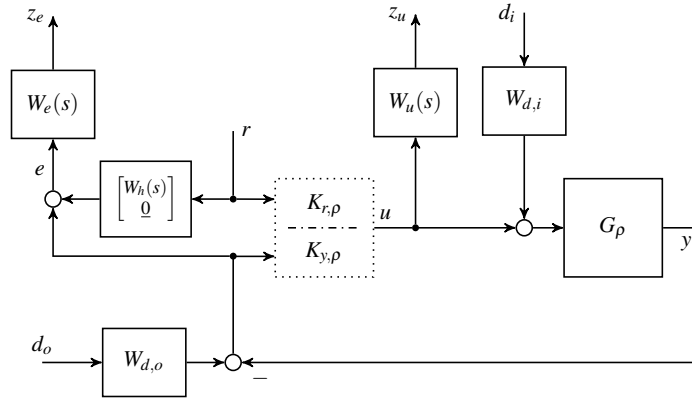 z_e
z_u
d_i
W_e(s)
W_u(s)
W_{d,i}
r
e
[W_h(s)
0]
K_{r,ρ}
K_{y,ρ}
u
G_ρ
y
d_o
W_{d,o}
−